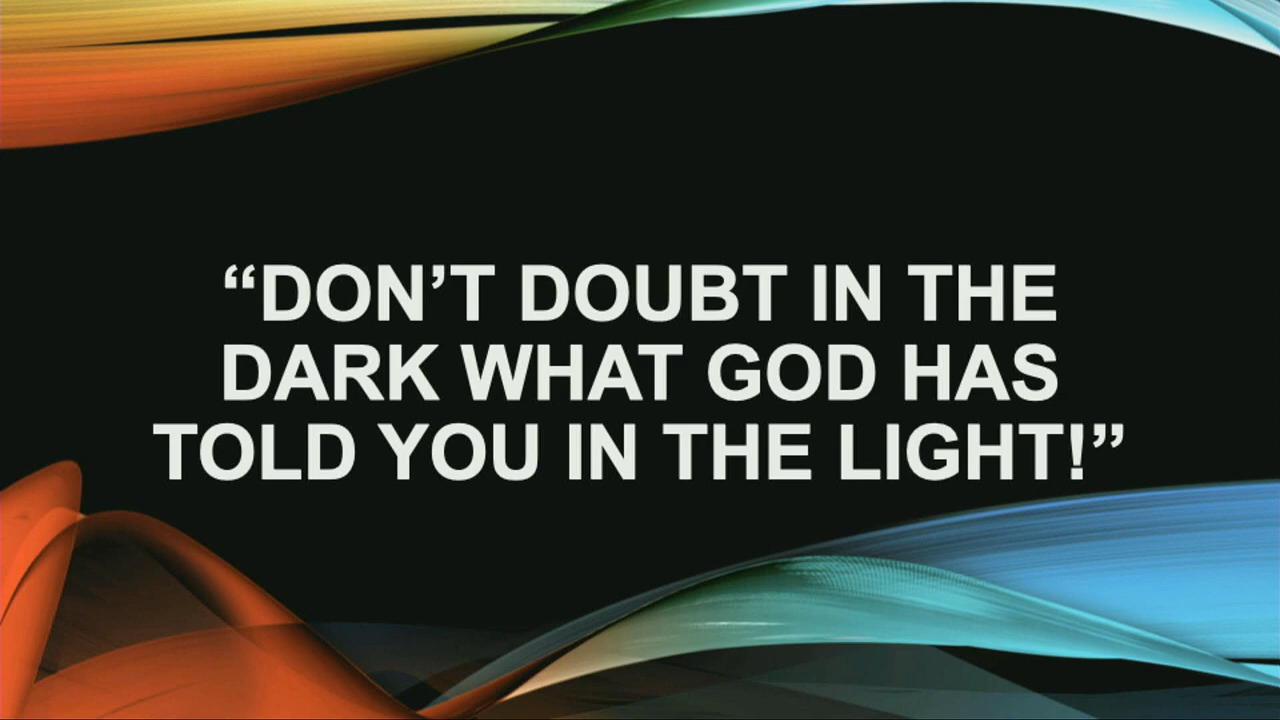 “DON’T DOUBT IN THE
DARK WHAT GOD HAS
TOLD YOU IN THE LIGHT!”